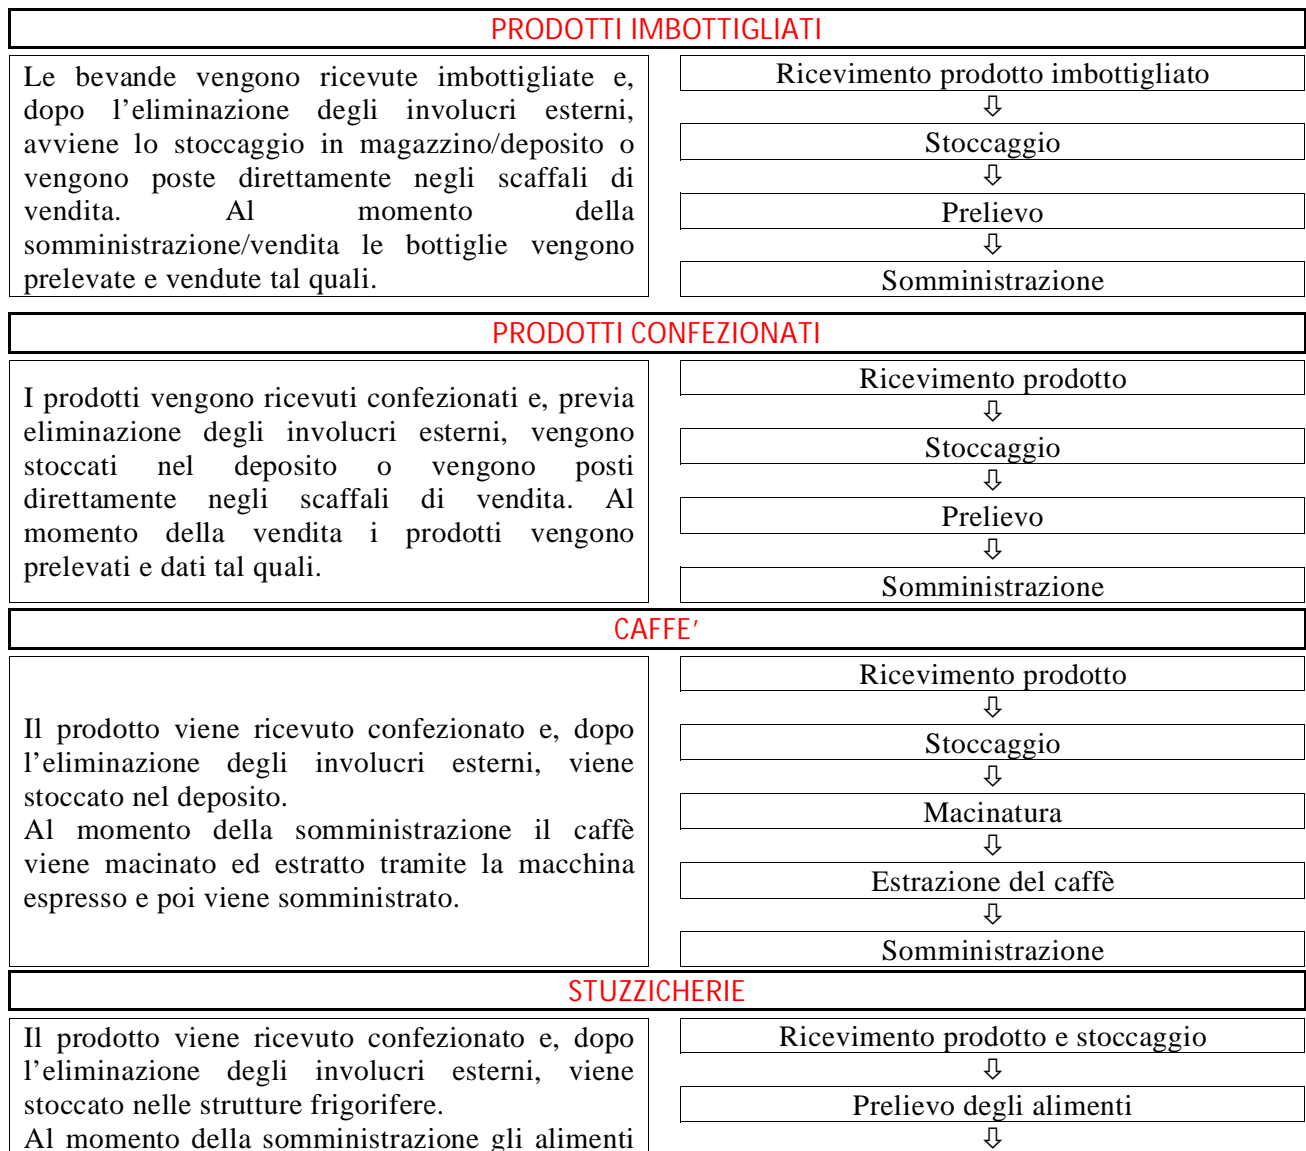 PRODOTTI IMBOTTIGLIATI
Le bevande vengono ricevute imbottigliate e,
dopo l’eliminazione degli involucri esterni,
avviene lo stoccaggio in magazzino/deposito o
vengono poste direttamente negli scaffali di
vendita. Al momento della
somministrazione/vendita le bottiglie vengono
prelevate e vendute tal quali.
Ricevimento prodotto imbottigliato
⇩
Stoccaggio
⇩
Prelievo
⇩
Somministrazione
PRODOTTI CONFEZIONATI
I prodotti vengono ricevuti confezionati e, previa
eliminazione degli involucri esterni, vengono
stoccati nel deposito o vengono posti
direttamente negli scaffali di vendita. Al
momento della vendita i prodotti vengono
prelevati e dati tal quali.
Ricevimento prodotto
⇩
Stoccaggio
⇩
Prelievo
⇩
Somministrazione
CAFFE’
Il prodotto viene ricevuto confezionato e, dopo
l’eliminazione degli involucri esterni, viene
stoccato nel deposito.
Al momento della somministrazione il caffè
viene macinato ed estratto tramite la macchina
espresso e poi viene somministrato.
Ricevimento prodotto
⇩
Stoccaggio
⇩
Macinatura
⇩
Estrazione del caffè
⇩
Somministrazione
STUZZICHERIE
Il prodotto viene ricevuto confezionato e, dopo
l’eliminazione degli involucri esterni, viene
stoccato nelle strutture frigorifere.
Al momento della somministrazione gli alimenti
Ricevimento prodotto e stoccaggio
⇩
Prelievo degli alimenti
⇩